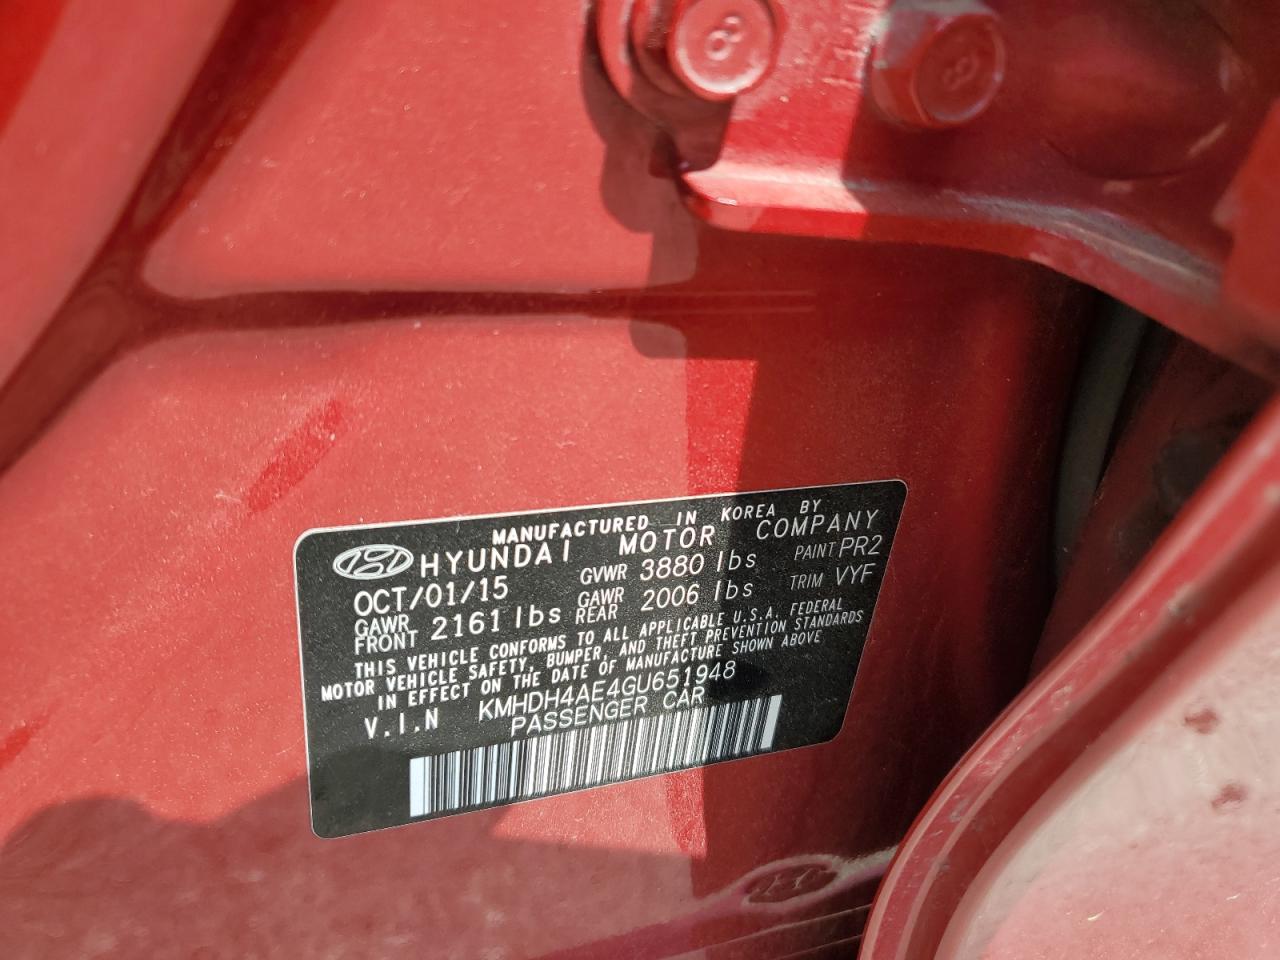 MANUFACTURED IN KOREA BY
HYUNDAI MOTOR COMPANY
OCT/01/15 GVWR 3880 lbs PAINT PR2
GAWR FRONT 2161 lbs GAWR REAR 2006 lbs TRIM VYF
THIS VEHICLE CONFORMS TO ALL APPLICABLE U.S.A. FEDERAL
MOTOR VEHICLE SAFETY, BUMPER, AND THEFT PREVENTION STANDARDS
IN EFFECT ON THE DATE OF MANUFACTURE SHOWN ABOVE
V.I.N KMHDH4AE4GU651948
PASSENGER CAR
8
8